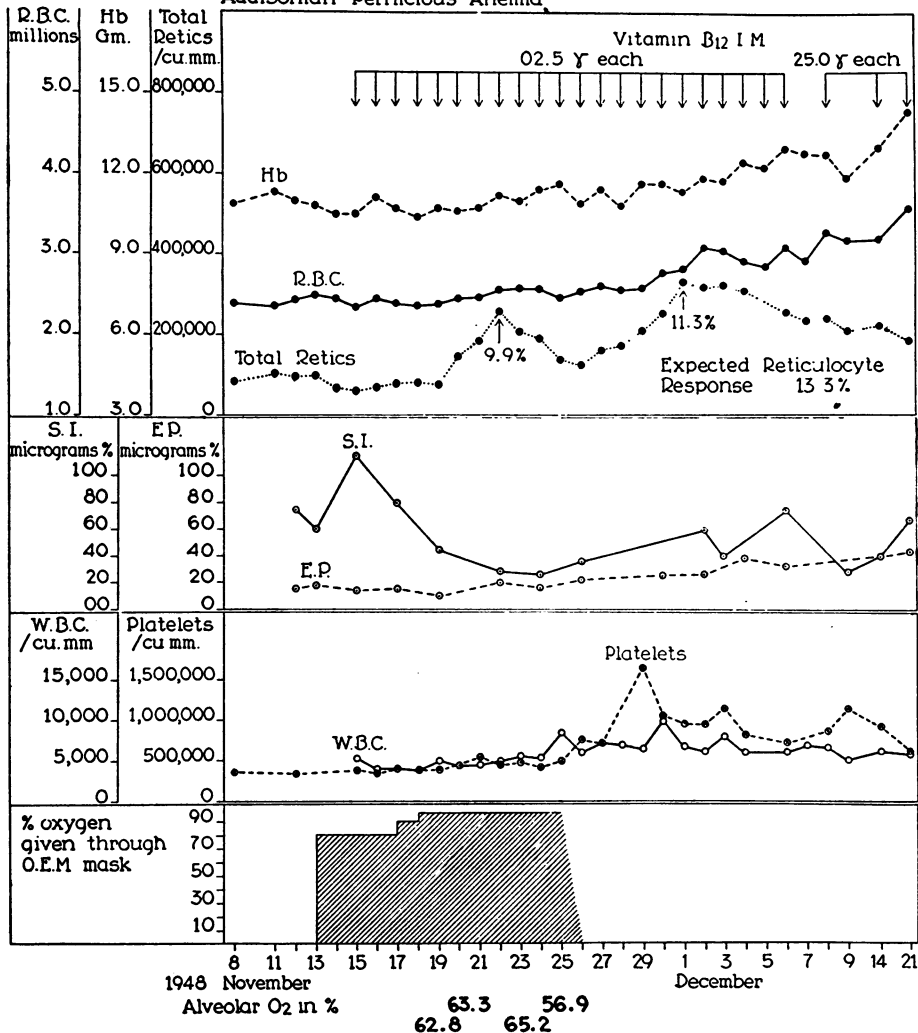 Addisonian Pernicious Anemia
R.B.C. millions
Hb Gm.
Total Retics /cu.mm.
Vitamin B12 I M
02.5 γ each
25.0 γ each
5.0 15.0 800,000
4.0 12.0 600,000
3.0 9.0 400,000
2.0 6.0 200,000
1.0 3.0 0
Hb
R.B.C.
Total Retics
9.9%
11.3%
Expected Reticulocyte
Response 13 3%
S.I. micrograms %
E.P. micrograms %
100 100
80 80
60 60
40 40
20 20
00 0
S.I.
E.P.
W.B.C. /cu.mm
Platelets /cu mm.
15,000 1,500,000
10,000 1,000,000
5,000 500,000
0 0
Platelets
W.B.C.
% oxygen
given through
O.E.M mask
90
70
50
30
10
8 11 13 15 17 19 21 23 25 27 29 1 3 5 7 9 14 21
1948 November December
Alveolar O2 in % 63.3 56.9
62.8 65.2